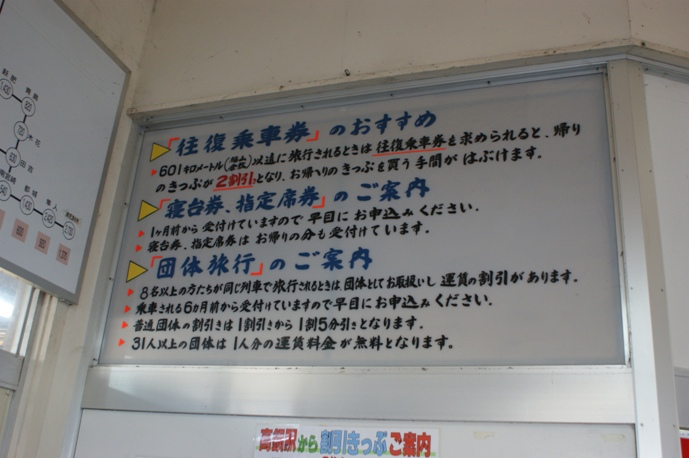 「往復乗車券」のおすすめ
601キロメートル(福山以遠)以遠に旅行されるときは往復乗車券を求められると、帰り
のきっぷが2割引となり、お帰へりのきっぷを買う手間がはぶけます。
「寝台券、指定席券」のご案内
1ヶ月前から受付けていますので早目にお申込みください。
寝台券、指定席券はお帰りの分も受付けています。
「団体旅行」のご案内
8名以上の方たちが同じ列車で旅行されるときは、団体としてお取扱いし運賃の割引があります。
乗車される6カ月前から受付けていますので早目にお申込みください。
普通団体の割引きは1割引きから1割5分引きとなります。
31人以上の団体は1人分の運賃料金が無料となります。
高鍋駅から割引きっぷご案内